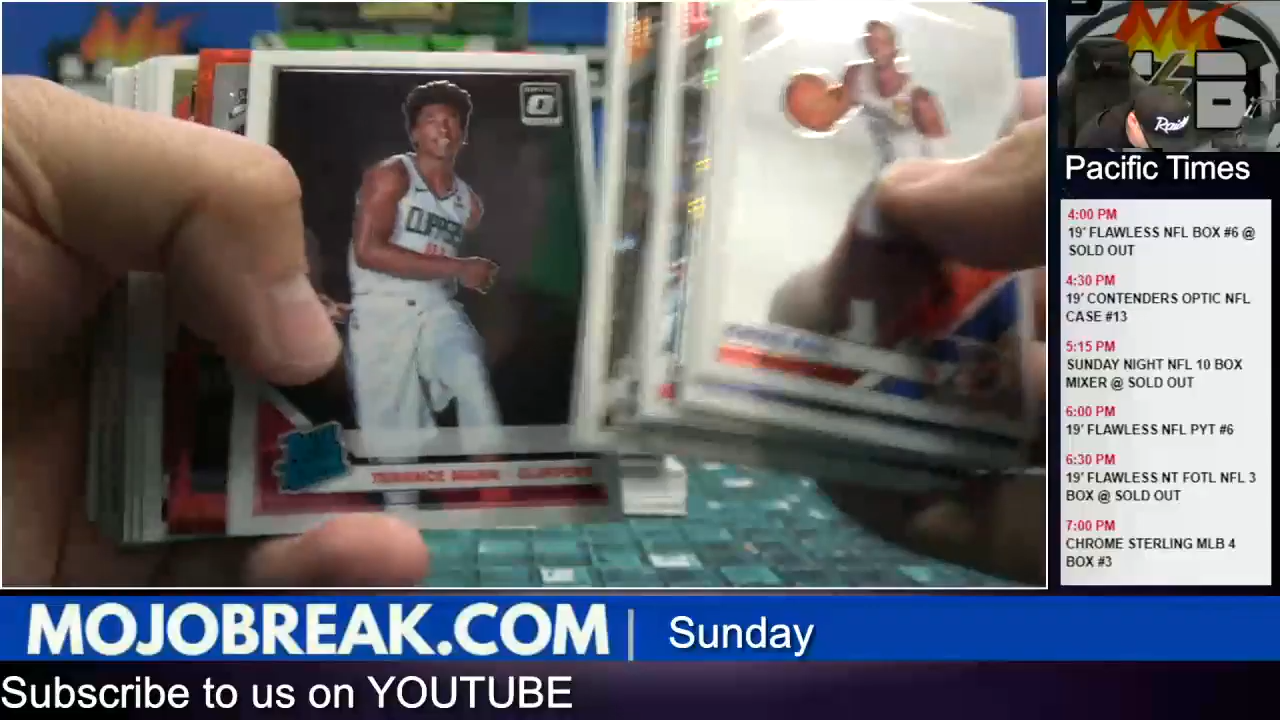 CLIPPERS
TERANCE MANN CLIPPERS
Pacific Times
4:00 PM
19' FLAWLESS NFL BOX #6 @
SOLD OUT
4:30 PM
19' CONTENDERS OPTIC NFL
CASE #13
5:15 PM
SUNDAY NIGHT NFL 10 BOX
MIXER @ SOLD OUT
6:00 PM
19' FLAWLESS NFL PYT #6
6:30 PM
19' FLAWLESS NT FOTL NFL 3
BOX @ SOLD OUT
7:00 PM
CHROME STERLING MLB 4
BOX #3
MOJOBREAK.COM | Sunday
Subscribe to us on YOUTUBE